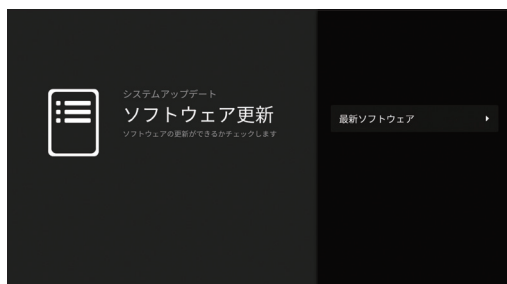 システムアップデート
ソフトウェア更新
ソフトウェアの更新ができるかチェックします
最新ソフトウェア